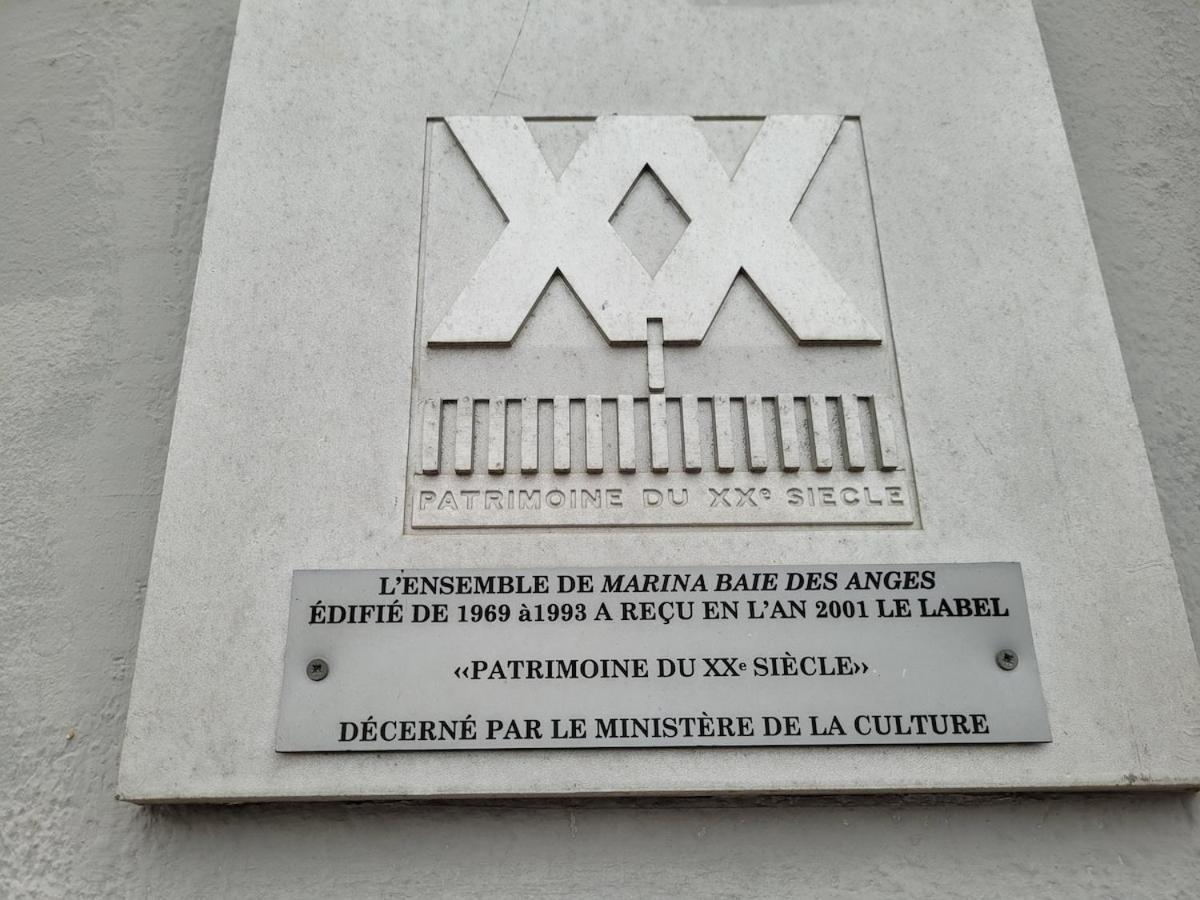 XX
PATRIMOINE DU XXe SIECLE
L'ENSEMBLE DE MARINA BAIE DES ANGES
ÉDIFIÉ DE 1969 à1993 A REÇU EN L'AN 2001 LE LABEL
‹‹PATRIMOINE DU XXe SIÈCLE››
DÉCERNÉ PAR LE MINISTÈRE DE LA CULTURE